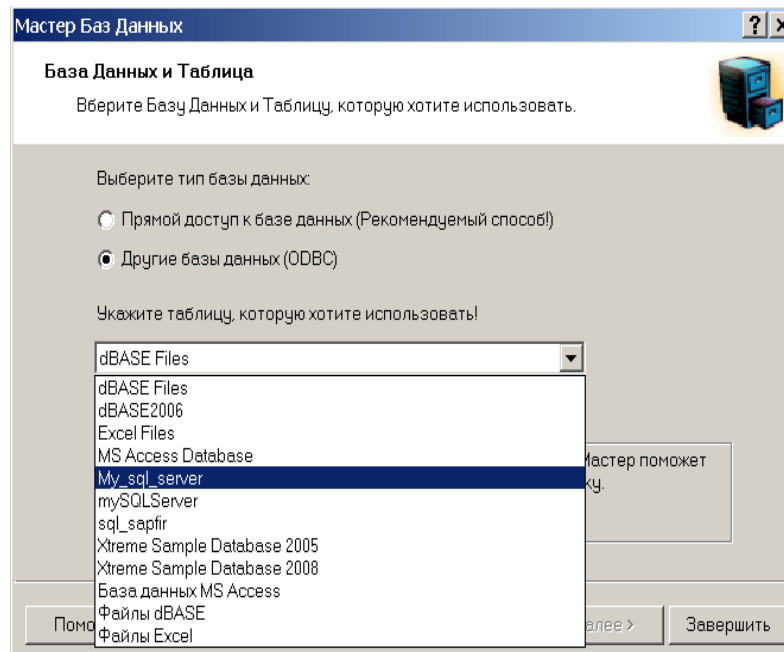 Мастер Баз Данных
База Данных и Таблица
Вберите Базу Данных и Таблицу, которую хотите использовать.
Выберите тип базы данных:
Прямой доступ к базе данных (Рекомендуемый способ!)
Другие базы данных (ODBC)
Укажите таблицу, которую хотите использовать!
dBASE Files
dBASE Files
dBASE2006
Excel Files
MS Access Database
My_sql_server
mySQLServer
sql_sapfir
Xtreme Sample Database 2005
Xtreme Sample Database 2008
База данных MS Access
Файлы dBASE
Файлы Excel
Мастер поможет
ку.
Помо
алее >
Завершить